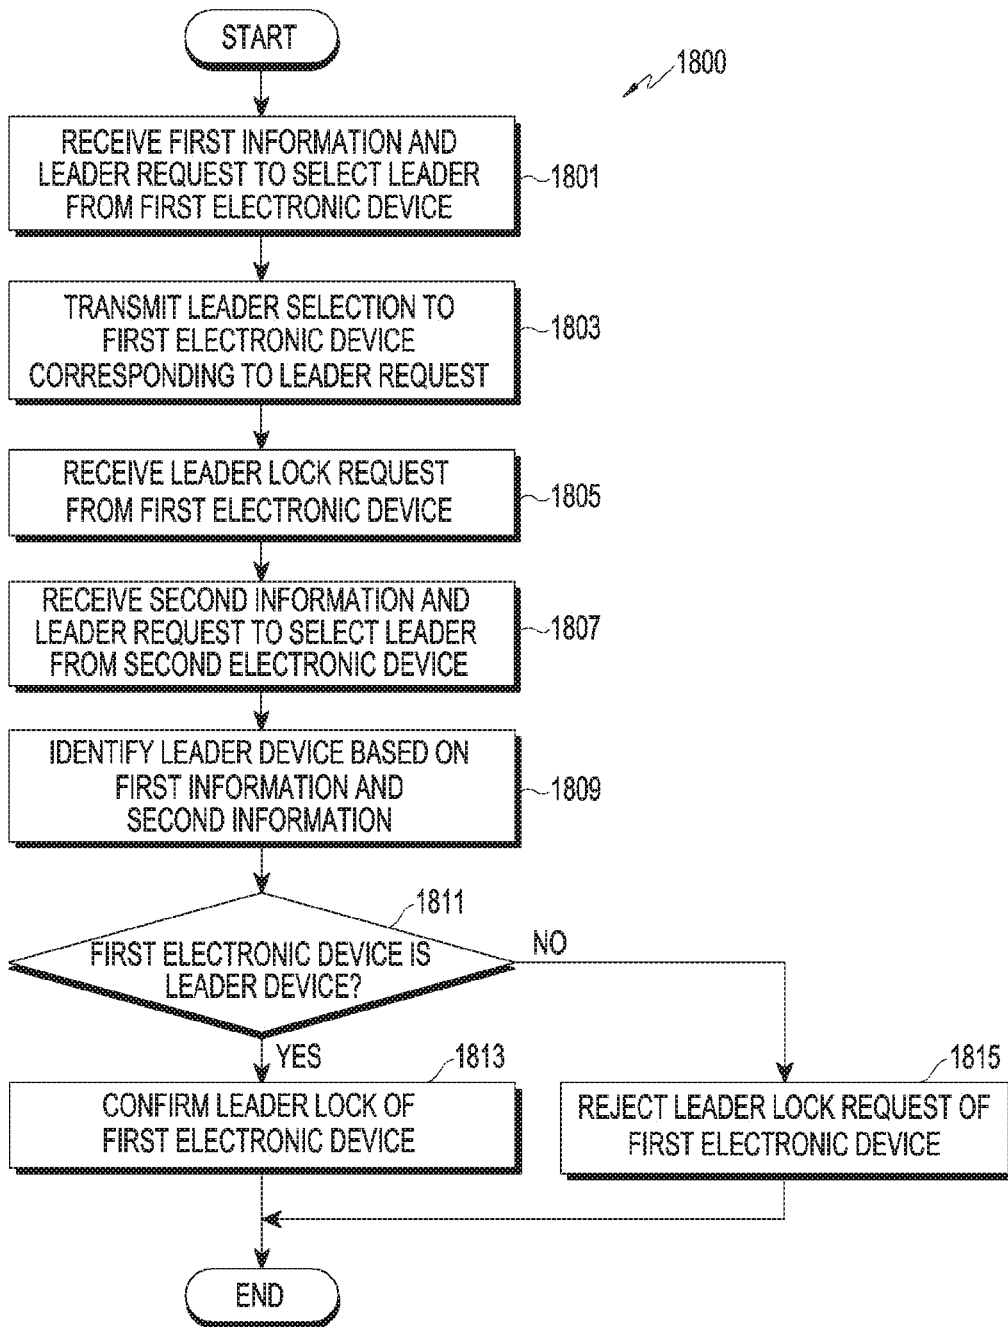 START
1800
RECEIVE FIRST INFORMATION AND
LEADER REQUEST TO SELECT LEADER
FROM FIRST ELECTRONIC DEVICE
1801
TRANSMIT LEADER SELECTION TO
FIRST ELECTRONIC DEVICE
CORRESPONDING TO LEADER REQUEST
1803
RECEIVE LEADER LOCK REQUEST
FROM FIRST ELECTRONIC DEVICE
1805
RECEIVE SECOND INFORMATION AND
LEADER REQUEST TO SELECT LEADER
FROM SECOND ELECTRONIC DEVICE
1807
IDENTIFY LEADER DEVICE BASED ON
FIRST INFORMATION AND
SECOND INFORMATION
1809
1811
FIRST ELECTRONIC DEVICE IS
LEADER DEVICE?
NO
YES
1813
CONFIRM LEADER LOCK OF
FIRST ELECTRONIC DEVICE
1815
REJECT LEADER LOCK REQUEST OF
FIRST ELECTRONIC DEVICE
END